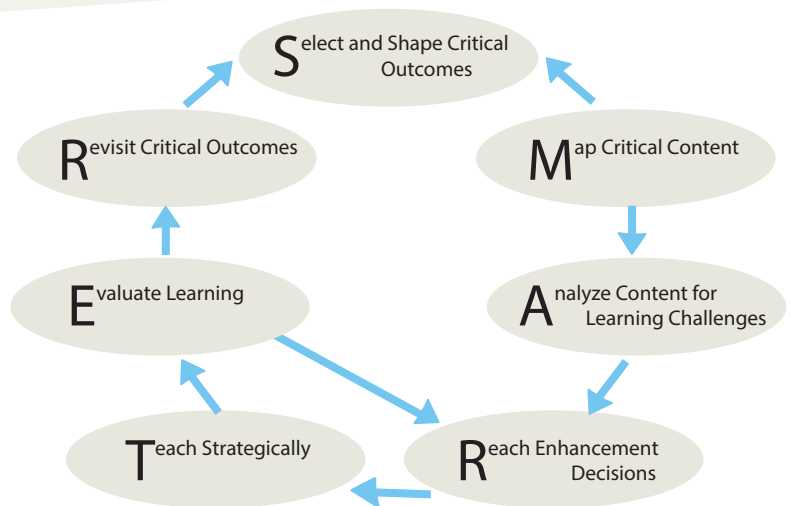 Select and Shape Critical
Outcomes
Map Critical Content
Analyze Content for
Learning Challenges
Reach Enhancement
Decisions
Teach Strategically
Evaluate Learning
Revisit Critical Outcomes